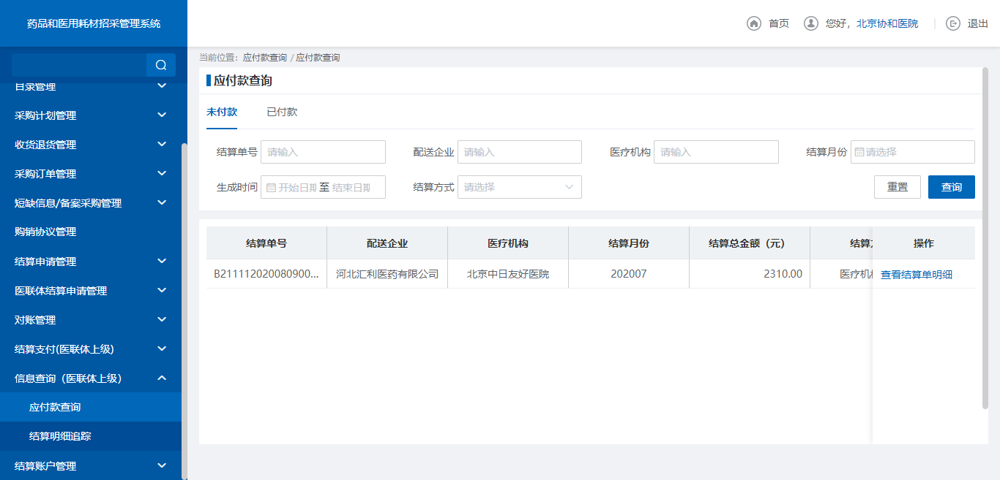 药品和医用耗材招采管理系统
首页
您好，北京协和医院
退出
当前位置：应付款查询 / 应付款查询
目录管理
采购计划管理
收货退货管理
采购订单管理
短缺信息/备案采购管理
购销协议管理
结算申请管理
医联体结算申请管理
对账管理
结算支付(医联体上级)
信息查询（医联体上级）
应付款查询
结算明细追踪
结算账户管理
应付款查询
未付款 已付款
结算单号 请输入 配送企业 请输入 医疗机构 请输入 结算月份 请选择
生成时间 开始日期 至 结束日期 结算方式 请选择 重置 查询
结算单号 配送企业 医疗机构 结算月份 结算总金额（元） 结算 操作
B211112020080900... 河北汇利医药有限公司 北京中日友好医院 202007 2310.00 医疗机 查看结算单明细